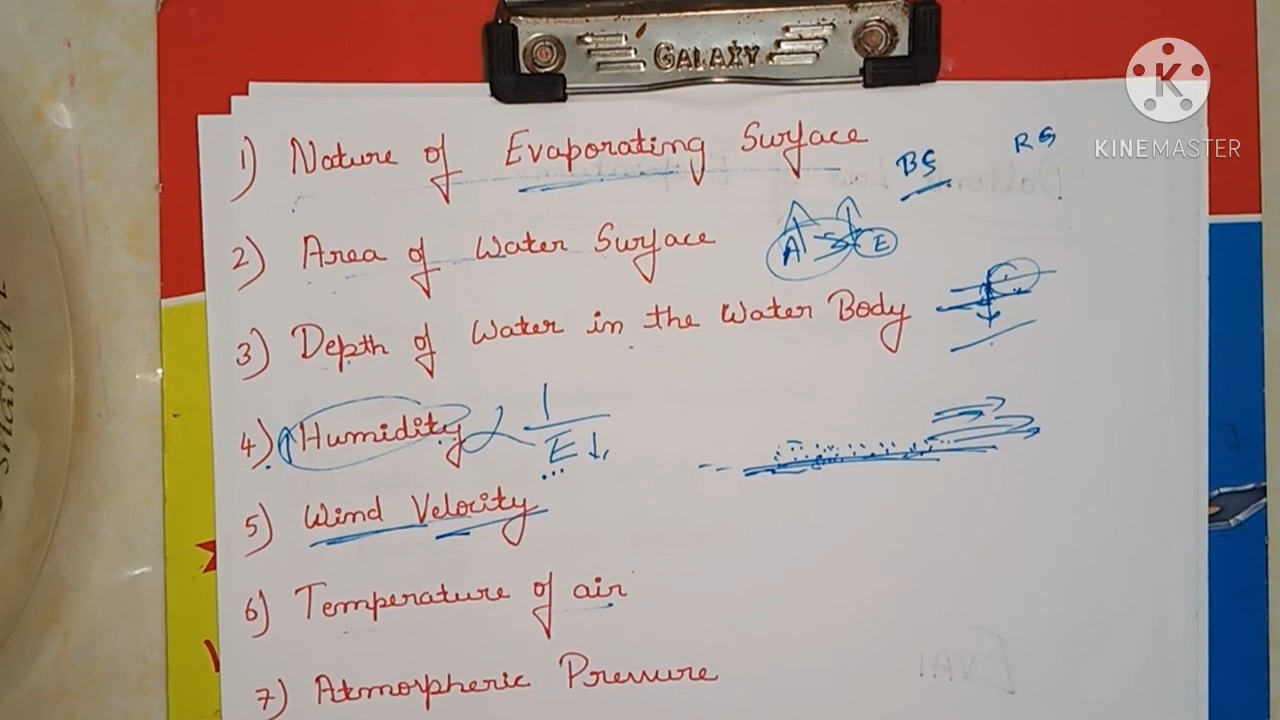 GALAXY
K
KINEMASTER
1) Nature of Evaporating Surface BS RS
2) Area of Water Surface A E
3) Depth of Water in the Water Body
4) Humidity ∝ 1/E ↓
5) Wind Velocity
6) Temperature of air
7) Atmospheric Pressure